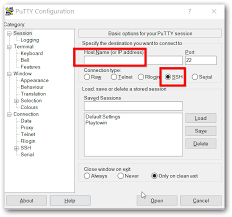 PuTTY Configuration
Category:
Session
Logging
Terminal
Keyboard
Bell
Features
Window
Appearance
Behaviour
Translation
Selection
Colours
Connection
Data
Proxy
Telnet
Rlogin
SSH
Serial
Basic options for your PuTTY session
Specify the destination you want to connect to
Host Name (or IP address) Port
22
Connection type:
Raw Telnet Rlogin SSH Serial
Load, save or delete a stored session
Saved Sessions
Default Settings
Playtown
Load
Save
Delete
Close window on exit
Always Never Only on clean exit
About Help Open Cancel